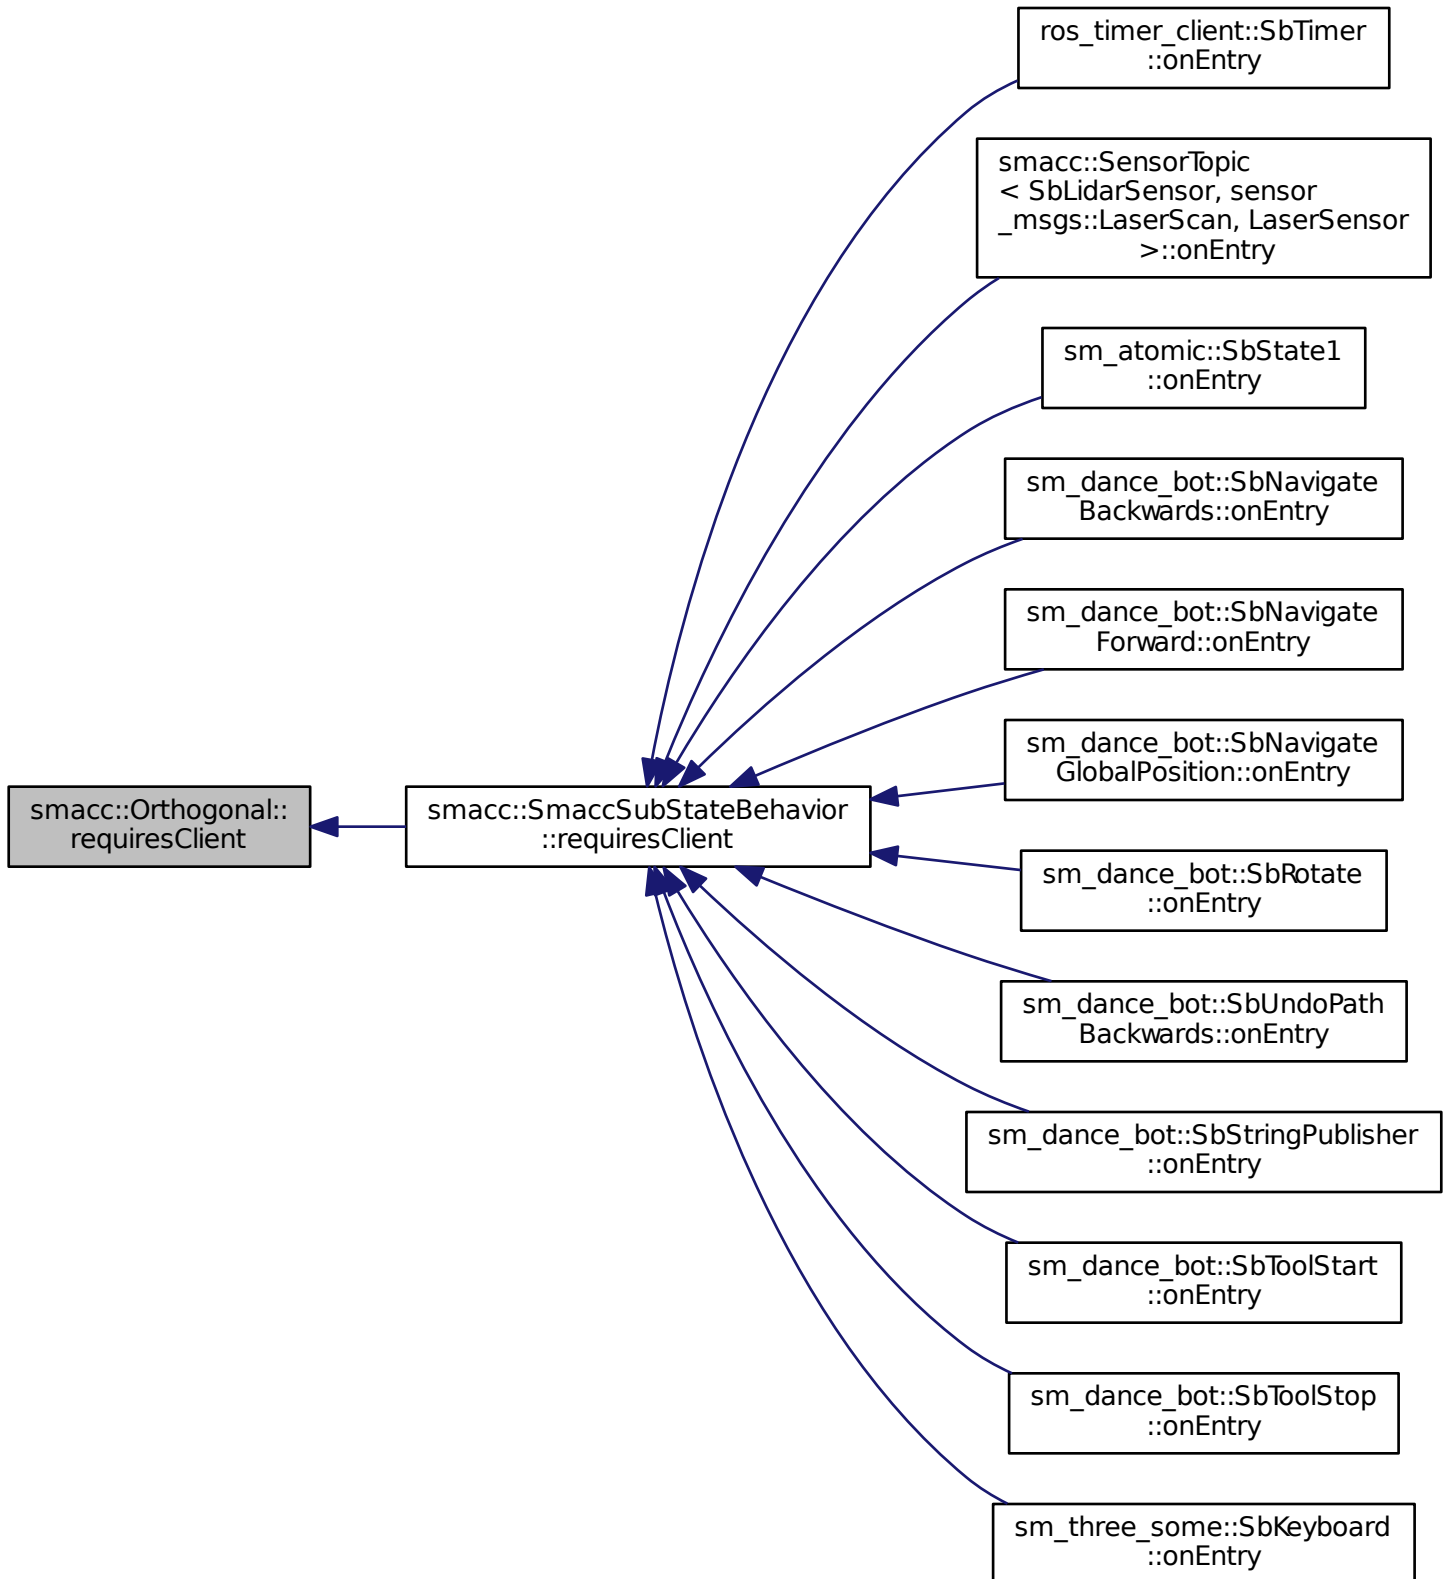 ros_timer_client::SbTimer
::onEntry
smacc::SensorTopic
< SbLidarSensor, sensor
_msgs::LaserScan, LaserSensor
>::onEntry
sm_atomic::SbState1
::onEntry
sm_dance_bot::SbNavigate
Backwards::onEntry
sm_dance_bot::SbNavigate
Forward::onEntry
sm_dance_bot::SbNavigate
GlobalPosition::onEntry
smacc::Orthogonal::
requiresClient
smacc::SmaccSubStateBehavior
::requiresClient
sm_dance_bot::SbRotate
::onEntry
sm_dance_bot::SbUndoPath
Backwards::onEntry
sm_dance_bot::SbStringPublisher
::onEntry
sm_dance_bot::SbToolStart
::onEntry
sm_dance_bot::SbToolStop
::onEntry
sm_three_some::SbKeyboard
::onEntry